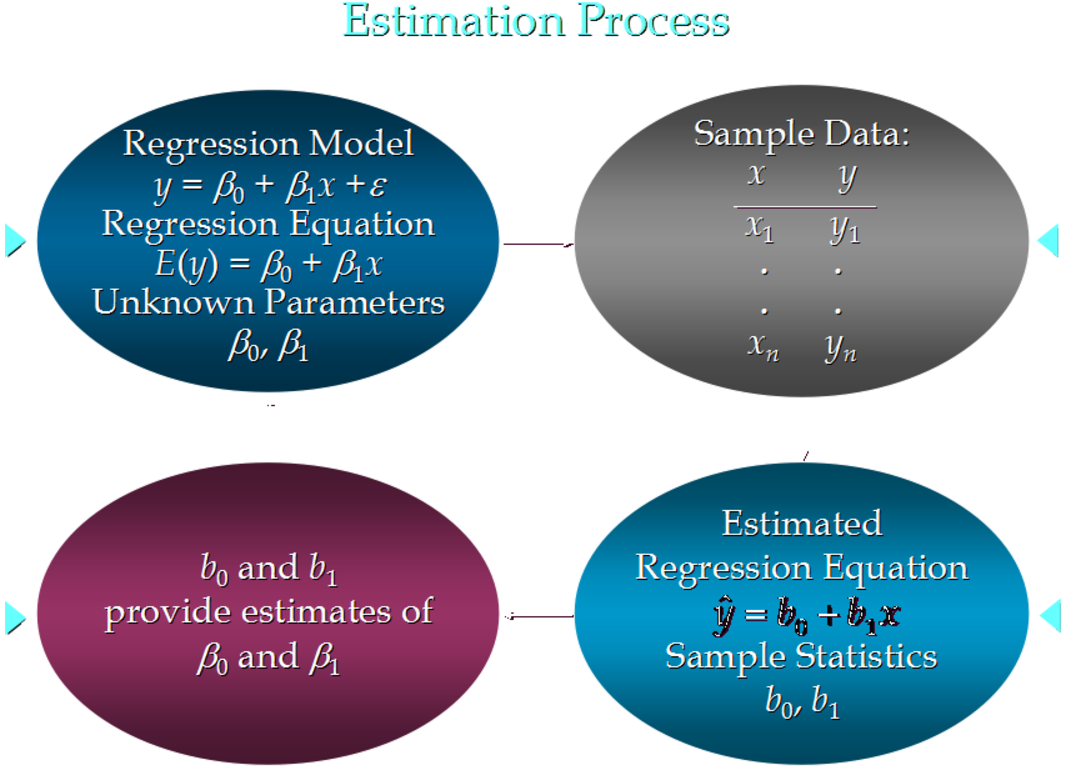 Estimation Process
Regression Model
y = β₀ + β₁x + ε
Regression Equation
E(y) = β₀ + β₁x
Unknown Parameters
β₀, β₁
Sample Data:
x y
x₁ y₁
. .
. .
xₙ yₙ
b₀ and b₁
provide estimates of
β₀ and β₁
Estimated
Regression Equation
ŷ = b₀ + b₁x
Sample Statistics
b₀, b₁